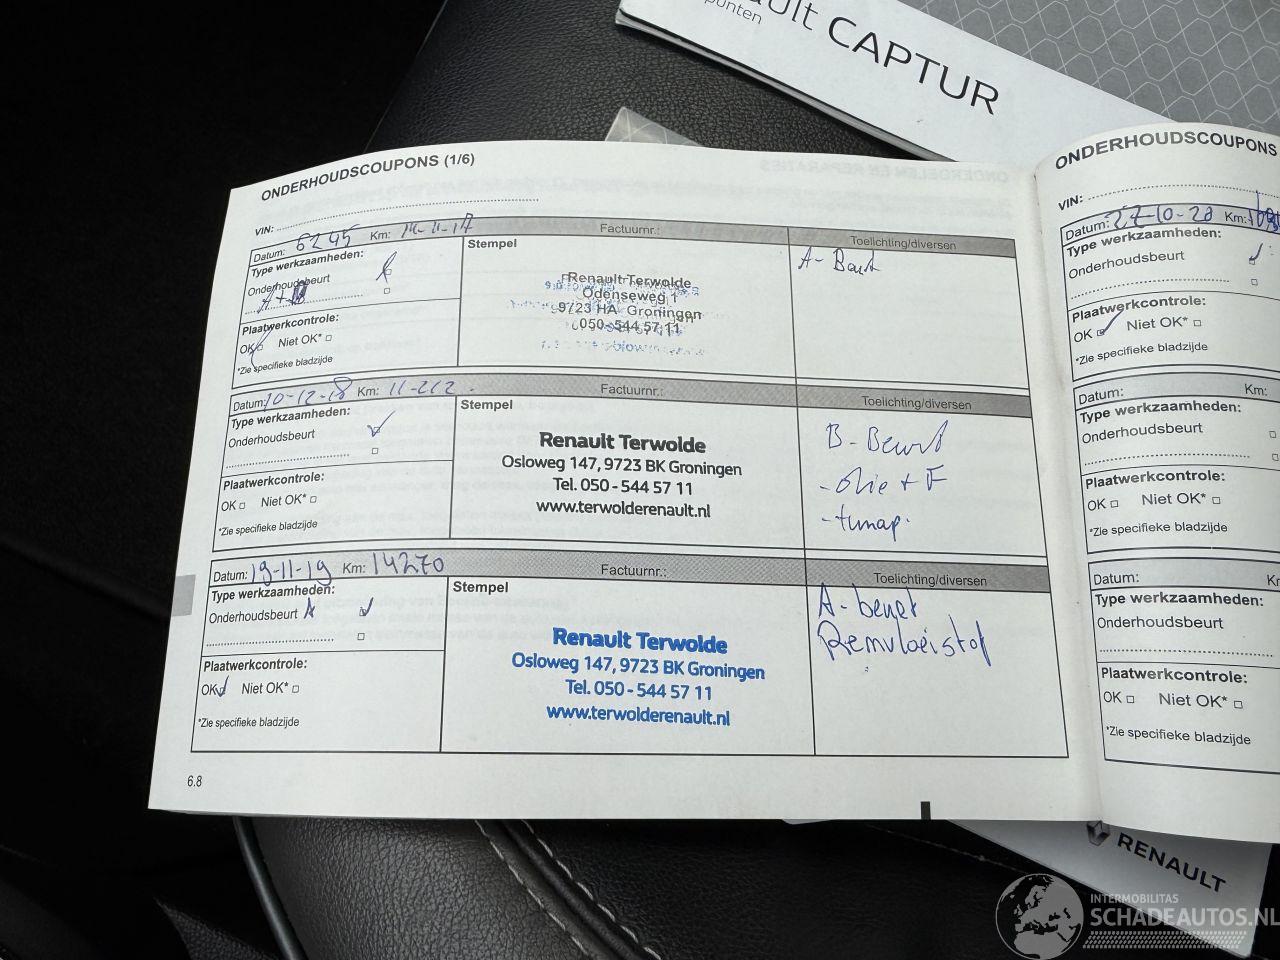 Renault CAPTUR
punten
ONDERHOUDSCOUPONS (1/6)
VIN:
Datum: 6245 Km: 14-11-17 Factuurnr.: Toelichting/diversen
Type werkzaamheden:
Onderhoudsbeurt
Plaatwerkcontrole:
OK Niet OK*
*Zie specifieke bladzijde
Stempel
Renault Terwolde
Odenseweg 1
9723 HA Groningen
050-544 57 11
A- Beurt
Datum: 10-12-18 Km: 11-212 Factuurnr.: Toelichting/diversen
Type werkzaamheden:
Onderhoudsbeurt
Plaatwerkcontrole:
OK Niet OK*
*Zie specifieke bladzijde
Stempel
Renault Terwolde
Osloweg 147, 9723 BK Groningen
Tel. 050 - 544 57 11
www.terwolderenault.nl
B-Beurt
- Olie + F
Datum: 19-11-19 Km: 14270 Factuurnr.: Toelichting/diversen
Type werkzaamheden:
Onderhoudsbeurt A
Plaatwerkcontrole:
OK Niet OK*
*Zie specifieke bladzijde
Stempel
Renault Terwolde
Osloweg 147, 9723 BK Groningen
Tel. 050 - 544 57 11
www.terwolderenault.nl
A-beurt
Remvloeistof
6.8
ONDERHOUDSCOUPONS
VIN:
Datum: 27-10-20 Km:
Type werkzaamheden:
Onderhoudsbeurt
Plaatwerkcontrole:
OK Niet OK*
*Zie specifieke bladzijde
Datum: Km:
Type werkzaamheden:
Onderhoudsbeurt
Plaatwerkcontrole:
OK Niet OK*
*Zie specifieke bladzijde
Datum:
Type werkzaamheden:
Onderhoudsbeurt
Plaatwerkcontrole:
OK Niet OK*
*Zie specifieke bladzijde
RENAULT
INTERMOBILITAS
SCHADEAUTOS.NL